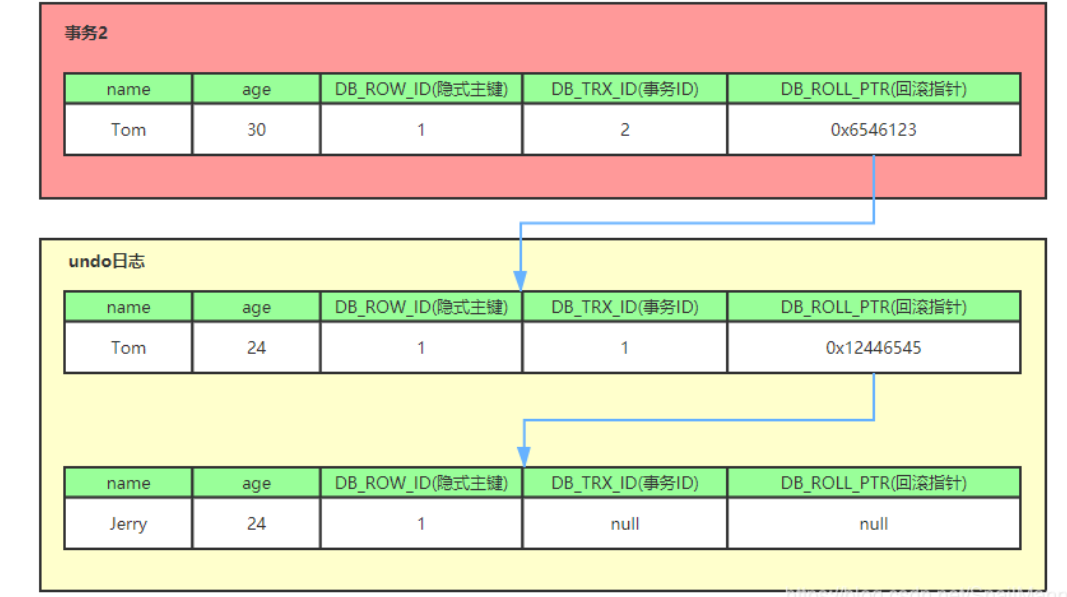 事务2
name age DB_ROW_ID(隐式主键) DB_TRX_ID(事务ID) DB_ROLL_PTR(回滚指针)
Tom 30 1 2 0x6546123
undo日志
name age DB_ROW_ID(隐式主键) DB_TRX_ID(事务ID) DB_ROLL_PTR(回滚指针)
Tom 24 1 1 0x12446545
name age DB_ROW_ID(隐式主键) DB_TRX_ID(事务ID) DB_ROLL_PTR(回滚指针)
Jerry 24 1 null null